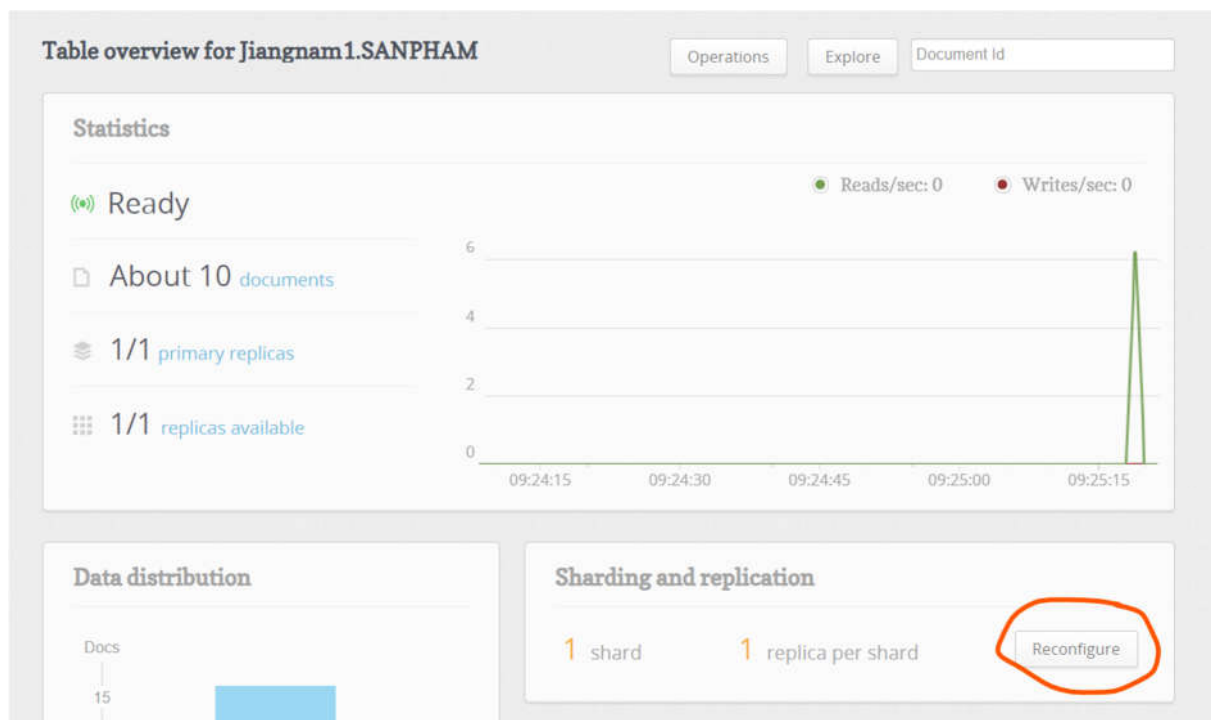 Table overview for Jiangnam1.SANPHAM
Operations
Explore
Document Id
Statistics
Ready
About 10 documents
1/1 primary replicas
1/1 replicas available
Reads/sec: 0
Writes/sec: 0
6
4
2
0
09:24:15 09:24:30 09:24:45 09:25:00 09:25:15
Data distribution
Docs
15
Sharding and replication
1 shard
1 replica per shard
Reconfigure